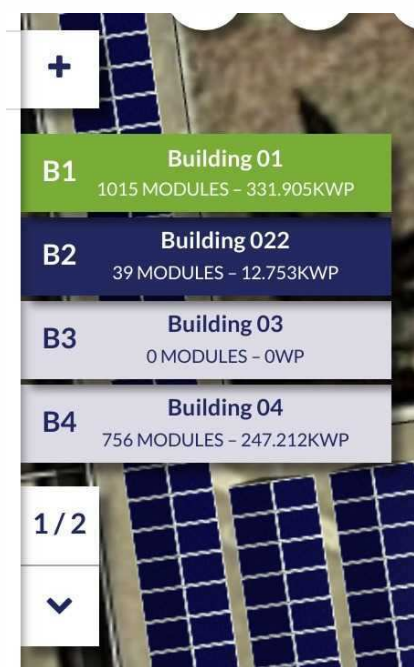 +
B1
Building 01
1015 MODULES – 331.905KWP
B2
Building 022
39 MODULES – 12.753KWP
B3
Building 03
0 MODULES – 0WP
B4
Building 04
756 MODULES – 247.212KWP
1 / 2